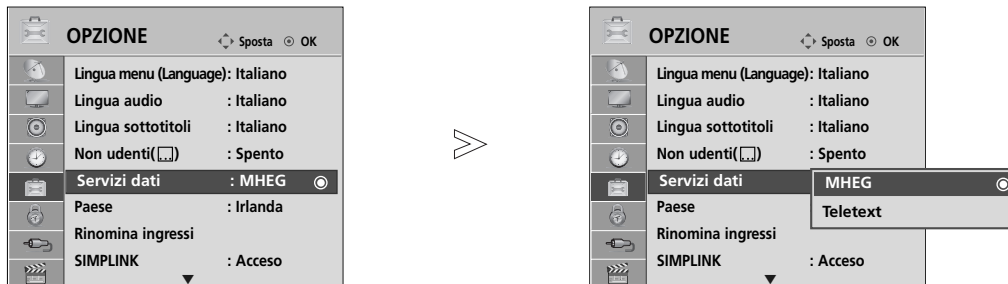 OPZIONE
Sposta OK
Lingua menu (Language): Italiano
Lingua audio : Italiano
Lingua sottotitoli : Italiano
Non udenti( ) : Spento
Servizi dati : MHEG
Paese : Irlanda
Rinomina ingressi
SIMPLINK : Acceso
OPZIONE
Sposta OK
Lingua menu (Language): Italiano
Lingua audio : Italiano
Lingua sottotitoli : Italiano
Non udenti( ) : Spento
Servizi dati
MHEG
Paese
Teletext
Rinomina ingressi
SIMPLINK : Acceso